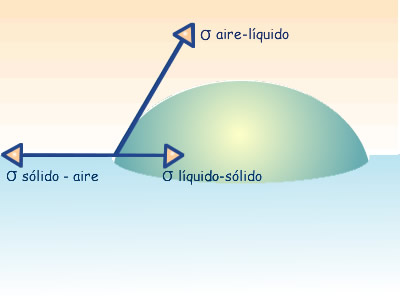 σ aire-líquido
σ sólido - aire
σ líquido-sólido